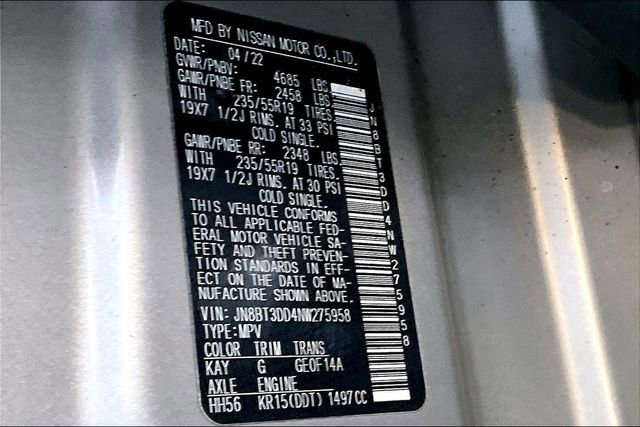 MFD BY NISSAN MOTOR CO.,LTD.
DATE: 04/22
GVWR/PNBV: 4685 LBS
GAWR/PNBE FR: 2458 LBS
WITH 235/55R19 TIRES
19X7 1/2J RIMS. AT 33 PSI
COLD SINGLE.
GAWR/PNBE RR: 2348 LBS
WITH 235/55R19 TIRES.
19X7 1/2J RIMS. AT 30 PSI
COLD SINGLE.
THIS VEHICLE CONFORMS
TO ALL APPLICABLE FED-
ERAL MOTOR VEHICLE SA-
FETY AND THEFT PREVEN-
TION STANDARDS IN EFF-
ECT ON THE DATE OF MA-
NUFACTURE SHOWN ABOVE.
VIN: JN8BT3DD4NW275958
TYPE:MPV
COLOR TRIM TRANS
KAY G GE0F14A
AXLE ENGINE
HH56 KR15(DDT) 1497CC
JN8BT3DD4NW275958